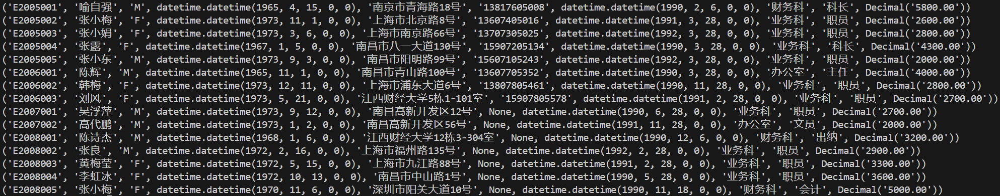 ('E2005001', '喻自强', 'M', datetime.datetime(1965, 4, 15, 0, 0), '南京市青海路18号', '13817605008', datetime.datetime(1990, 2, 6, 0, 0), '财务科', '科长', Decimal('5800.00'))
('E2005002', '张小梅', 'F', datetime.datetime(1973, 11, 1, 0, 0), '上海市北京路8号', '13607405016', datetime.datetime(1991, 3, 28, 0, 0), '业务科', '职员', Decimal('2600.00'))
('E2005003', '张小娟', 'F', datetime.datetime(1973, 3, 6, 0, 0), '上海市南京路66号', '13707305025', datetime.datetime(1992, 3, 28, 0, 0), '业务科', '职员', Decimal('2800.00'))
('E2005004', '张露', 'F', datetime.datetime(1967, 1, 5, 0, 0), '南昌市八一大道130号', '15907205134', datetime.datetime(1990, 3, 28, 0, 0), '业务科', '科长', Decimal('4300.00'))
('E2005005', '张小东', 'M', datetime.datetime(1973, 9, 3, 0, 0), '南昌市阳明路99号', '15607105243', datetime.datetime(1992, 3, 28, 0, 0), '业务科', '职员', Decimal('2000.00'))
('E2006001', '陈辉', 'M', datetime.datetime(1965, 11, 1, 0, 0), '南昌市青山路100号', '13607705352', datetime.datetime(1990, 3, 28, 0, 0), '办公室', '主任', Decimal('4000.00'))
('E2006002', '韩梅', 'F', datetime.datetime(1973, 12, 11, 0, 0), '上海市浦东大道6号', '13807805461', datetime.datetime(1990, 11, 28, 0, 0), '业务科', '职员', Decimal('2800.00'))
('E2006003', '刘风', 'F', datetime.datetime(1973, 5, 21, 0, 0), '江西财经大学5栋1-101室', '15907805578', datetime.datetime(1991, 2, 28, 0, 0), '业务科', '职员', Decimal('2700.00'))
('E2007001', '吴浮萍', 'M', datetime.datetime(1973, 9, 12, 0, 0), '南昌高新开发区12号', None, datetime.datetime(1990, 6, 28, 0, 0), '业务科', '职员', Decimal('2700.00'))
('E2007002', '高代鹏', 'M', datetime.datetime(1973, 1, 2, 0, 0), '南昌高新开发区56号', None, datetime.datetime(1991, 11, 28, 0, 0), '办公室', '文员', Decimal('2000.00'))
('E2008001', '陈诗杰', 'M', datetime.datetime(1968, 1, 6, 0, 0), '江西财经大学12栋3-304室', None, datetime.datetime(1990, 12, 6, 0, 0), '财务科', '出纳', Decimal('3200.00'))
('E2008002', '张良', 'M', datetime.datetime(1972, 2, 16, 0, 0), '上海市福州路135号', None, datetime.datetime(1992, 2, 28, 0, 0), '业务科', '职员', Decimal('2900.00'))
('E2008003', '黄梅莹', 'F', datetime.datetime(1972, 5, 15, 0, 0), '上海市九江路88号', None, datetime.datetime(1991, 2, 28, 0, 0), '业务科', '职员', Decimal('3300.00'))
('E2008004', '李虹冰', 'F', datetime.datetime(1972, 10, 13, 0, 0), '南昌市中山路1号', None, datetime.datetime(1990, 5, 28, 0, 0), '业务科', '职员', Decimal('3600.00'))
('E2008005', '张小梅', 'F', datetime.datetime(1970, 11, 6, 0, 0), '深圳市阳关大道10号', None, datetime.datetime(1990, 11, 18, 0, 0), '财务科', '会计', Decimal('5000.00'))